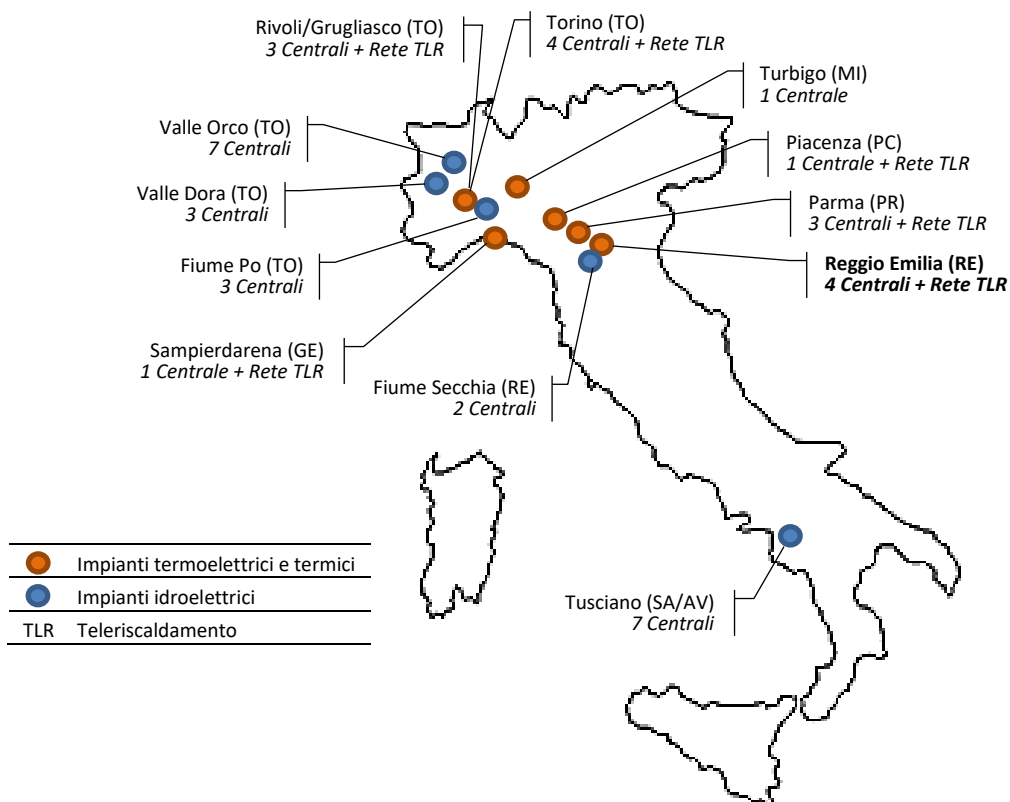 Rivoli/Grugliasco (TO)
3 Centrali + Rete TLR
Torino (TO)
4 Centrali + Rete TLR
Turbigo (MI)
1 Centrale
Valle Orco (TO)
7 Centrali
Piacenza (PC)
1 Centrale + Rete TLR
Valle Dora (TO)
3 Centrali
Parma (PR)
3 Centrali + Rete TLR
Fiume Po (TO)
3 Centrali
Reggio Emilia (RE)
4 Centrali + Rete TLR
Sampierdarena (GE)
1 Centrale + Rete TLR
Fiume Secchia (RE)
2 Centrali
Impianti termoelettrici e termici
Impianti idroelettrici
TLR Teleriscaldamento
Tusciano (SA/AV)
7 Centrali